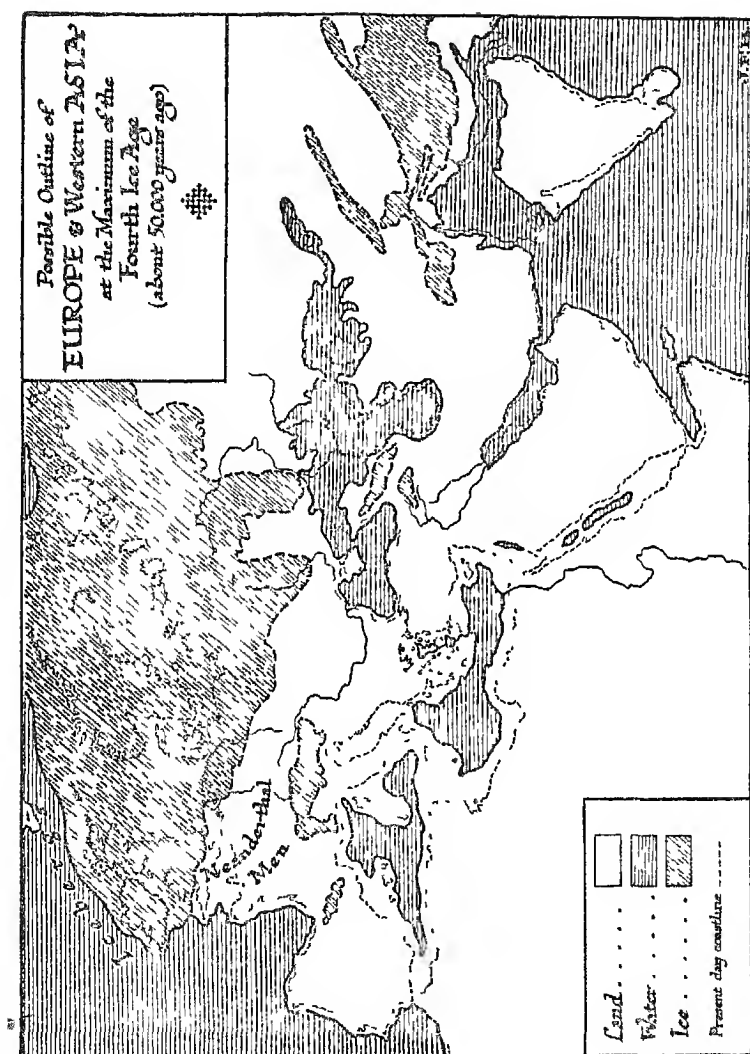 Possible Outline of
EUROPE & Western ASIA
at the Maximum of the
Fourth Ice Age
(about 50.000 years ago)
Neanderthal
Men
Land . . . . .
Water . . . . .
Ice . . . . . .
Present day coastline -----